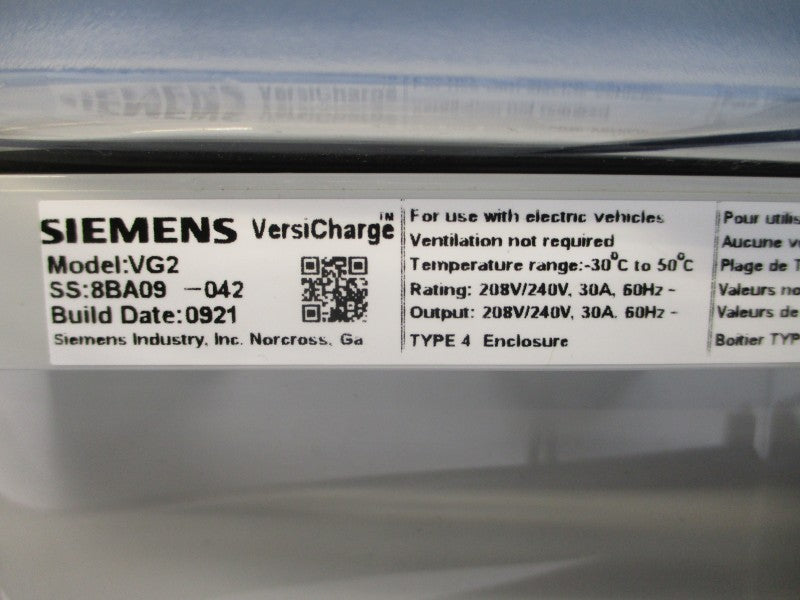 SIEMENS VersiCharge™
Model:VG2
SS:8BA09 -042
Build Date:0921
Siemens Industry, Inc. Norcross, Ga
For use with electric vehicles
Ventilation not required
Temperature range:-30°C to 50°C
Rating: 208V/240V, 30A, 60Hz ~
Output: 208V/240V, 30A. 60Hz ~
TYPE 4 Enclosure
Pour utilis
Aucune v
Plage de T
Valeurs no
Valeurs de
Boitier TYP